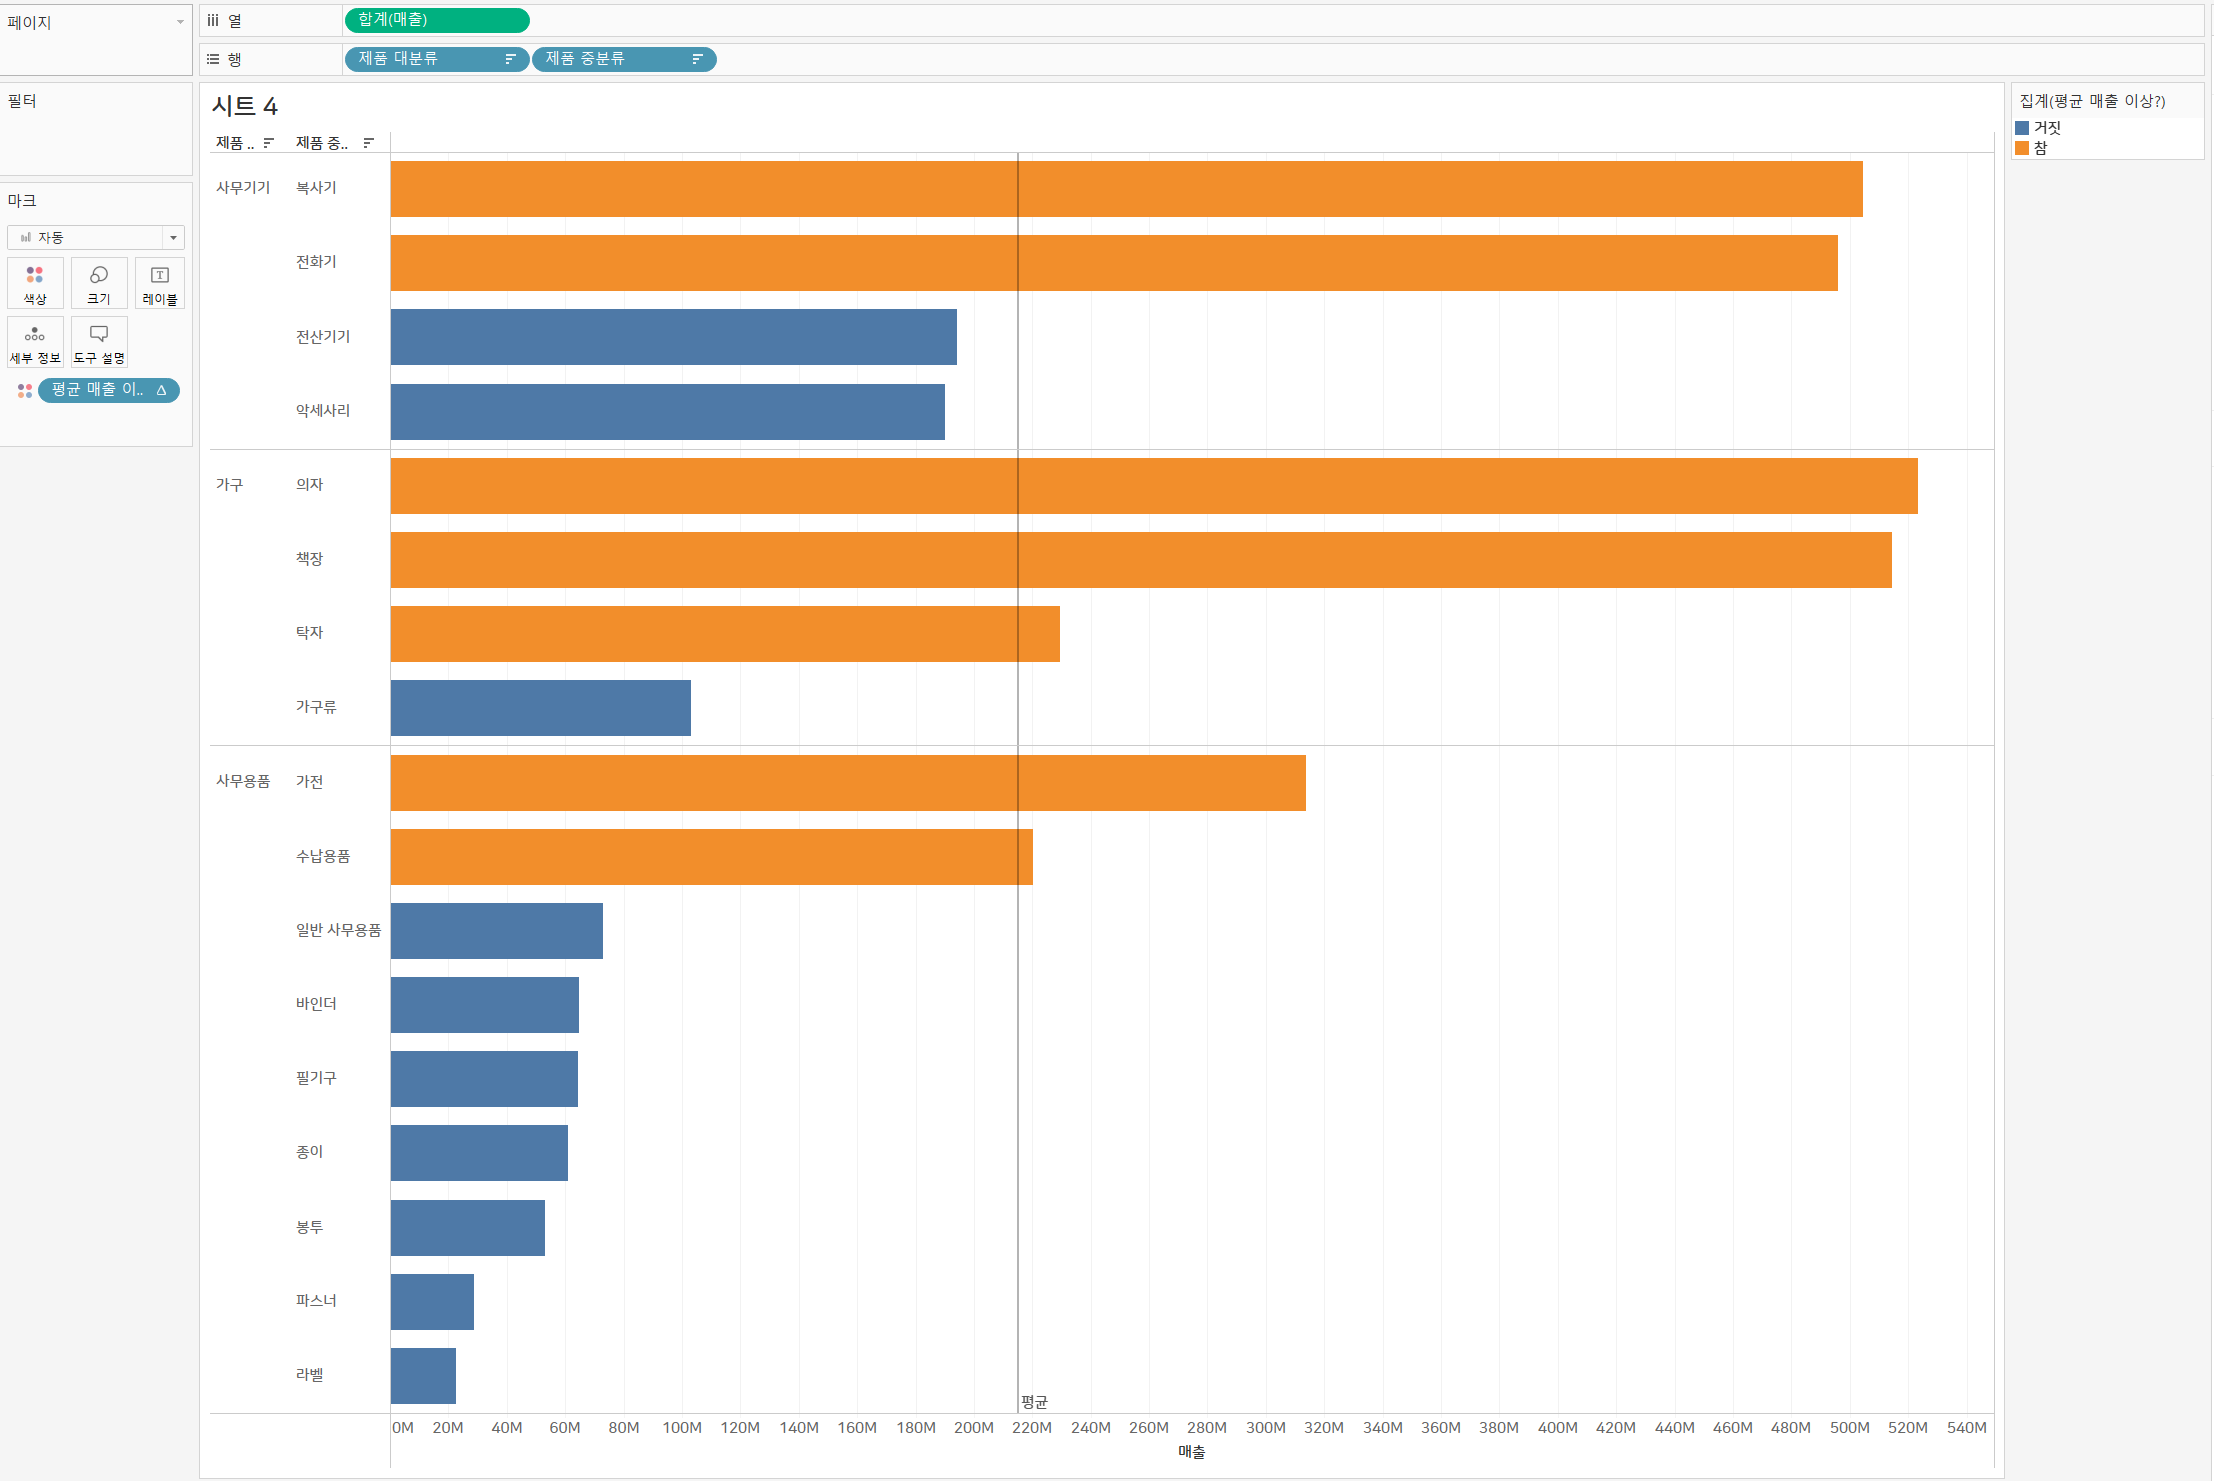 페이지
필터
마크
자동
색상
크기
레이블
세부 정보
도구 설명
평균 매출 이..
열
합계(매출)
행
제품 대분류
제품 중분류
시트 4
제품 ..
제품 중..
사무기기
복사기
전화기
전산기기
악세사리
가구
의자
책장
탁자
가구류
사무용품
가전
수납용품
일반 사무용품
바인더
필기구
종이
봉투
파스너
라벨
평균
0M 20M 40M 60M 80M 100M 120M 140M 160M 180M 200M 220M 240M 260M 280M 300M 320M 340M 360M 380M 400M 420M 440M 460M 480M 500M 520M 540M
매출
집계(평균 매출 이상?)
거짓
참